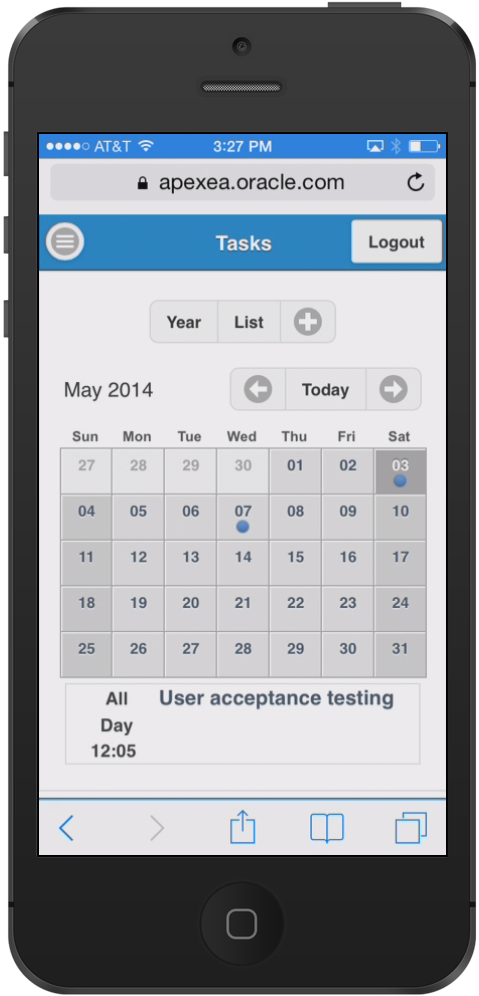 AT&T 3:27 PM
apexea.oracle.com
Tasks Logout
Year List
May 2014 Today
Sun Mon Tue Wed Thu Fri Sat
27 28 29 30 01 02 03
04 05 06 07 08 09 10
11 12 13 14 15 16 17
18 19 20 21 22 23 24
25 26 27 28 29 30 31
All User acceptance testing
Day
12:05